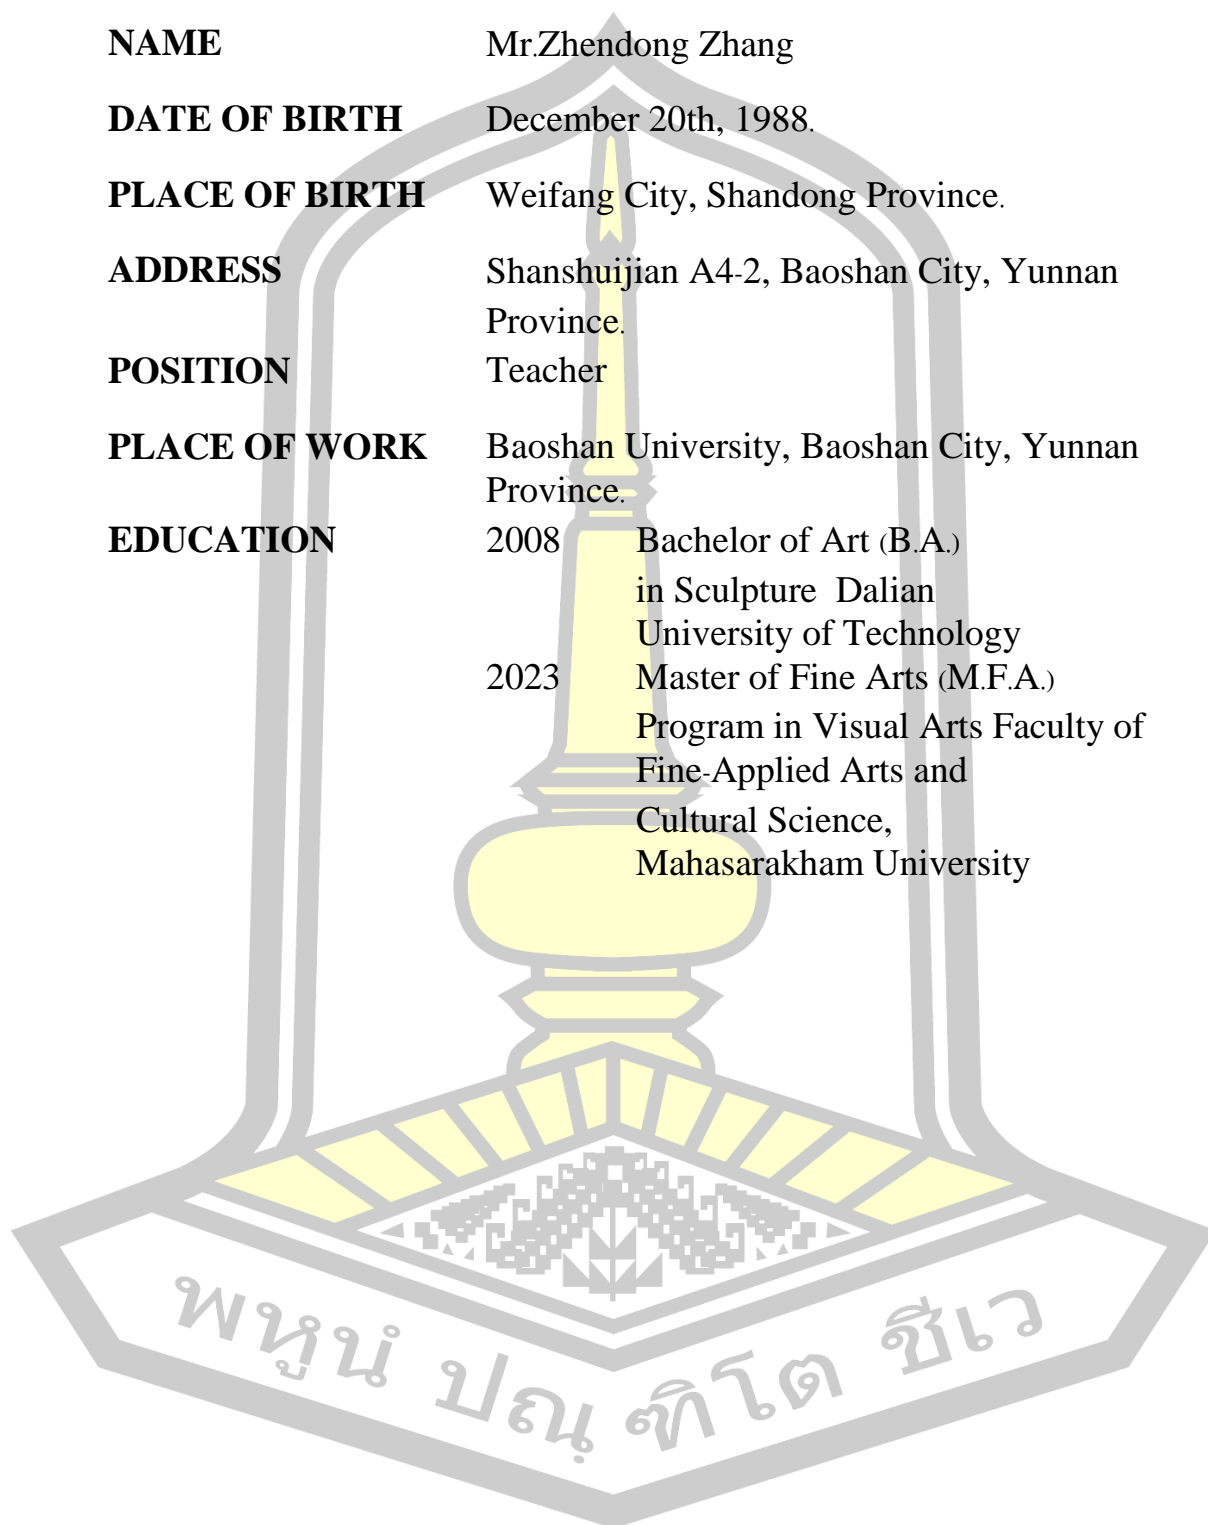 NAME Mr.Zhendong Zhang
DATE OF BIRTH December 20th, 1988.
PLACE OF BIRTH Weifang City, Shandong Province.
ADDRESS Shanshuijian A4-2, Baoshan City, Yunnan
Province.
POSITION Teacher
PLACE OF WORK Baoshan University, Baoshan City, Yunnan
Province.
EDUCATION 2008 Bachelor of Art (B.A.)
in Sculpture Dalian
University of Technology
2023 Master of Fine Arts (M.F.A.)
Program in Visual Arts Faculty of
Fine-Applied Arts and
Cultural Science,
Mahasarakham University
พหูนํ ปณฺ ฑิโต ชีเว